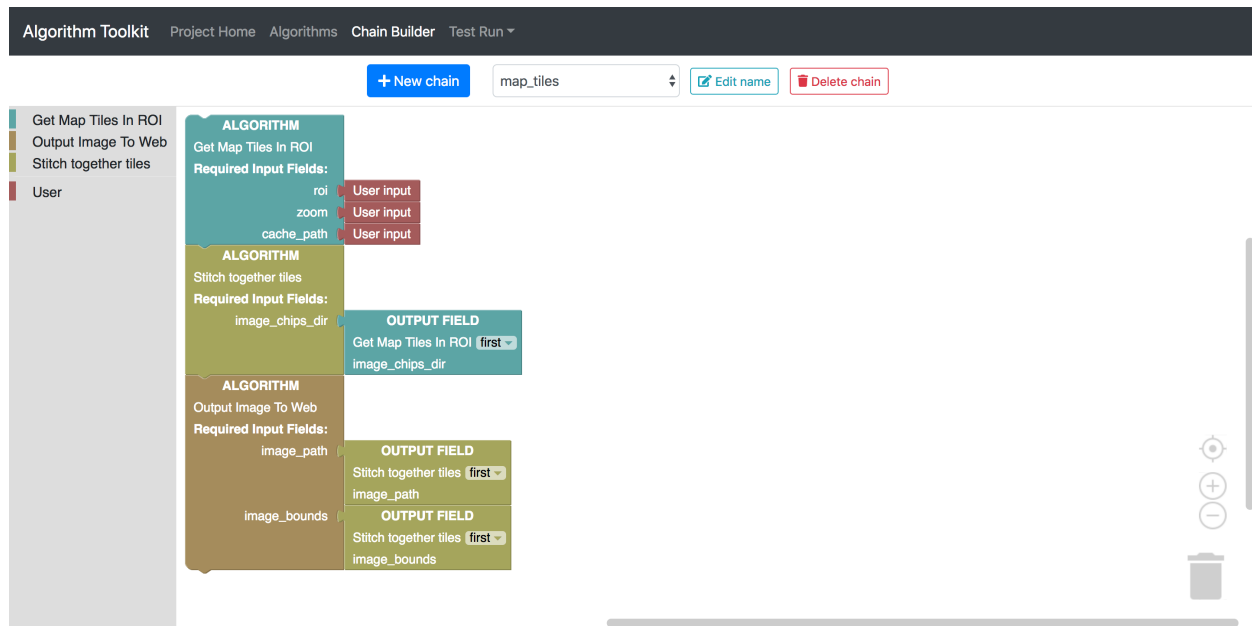 Algorithm Toolkit Project Home Algorithms Chain Builder Test Run
+ New chain map_tiles Edit name Delete chain
Get Map Tiles In ROI
Output Image To Web
Stitch together tiles
User
ALGORITHM
Get Map Tiles In ROI
Required Input Fields:
roi User input
zoom User input
cache_path User input
ALGORITHM
Stitch together tiles
Required Input Fields:
image_chips_dir OUTPUT FIELD
Get Map Tiles In ROI first
image_chips_dir
ALGORITHM
Output Image To Web
Required Input Fields:
image_path OUTPUT FIELD
Stitch together tiles first
image_path
image_bounds OUTPUT FIELD
Stitch together tiles first
image_bounds